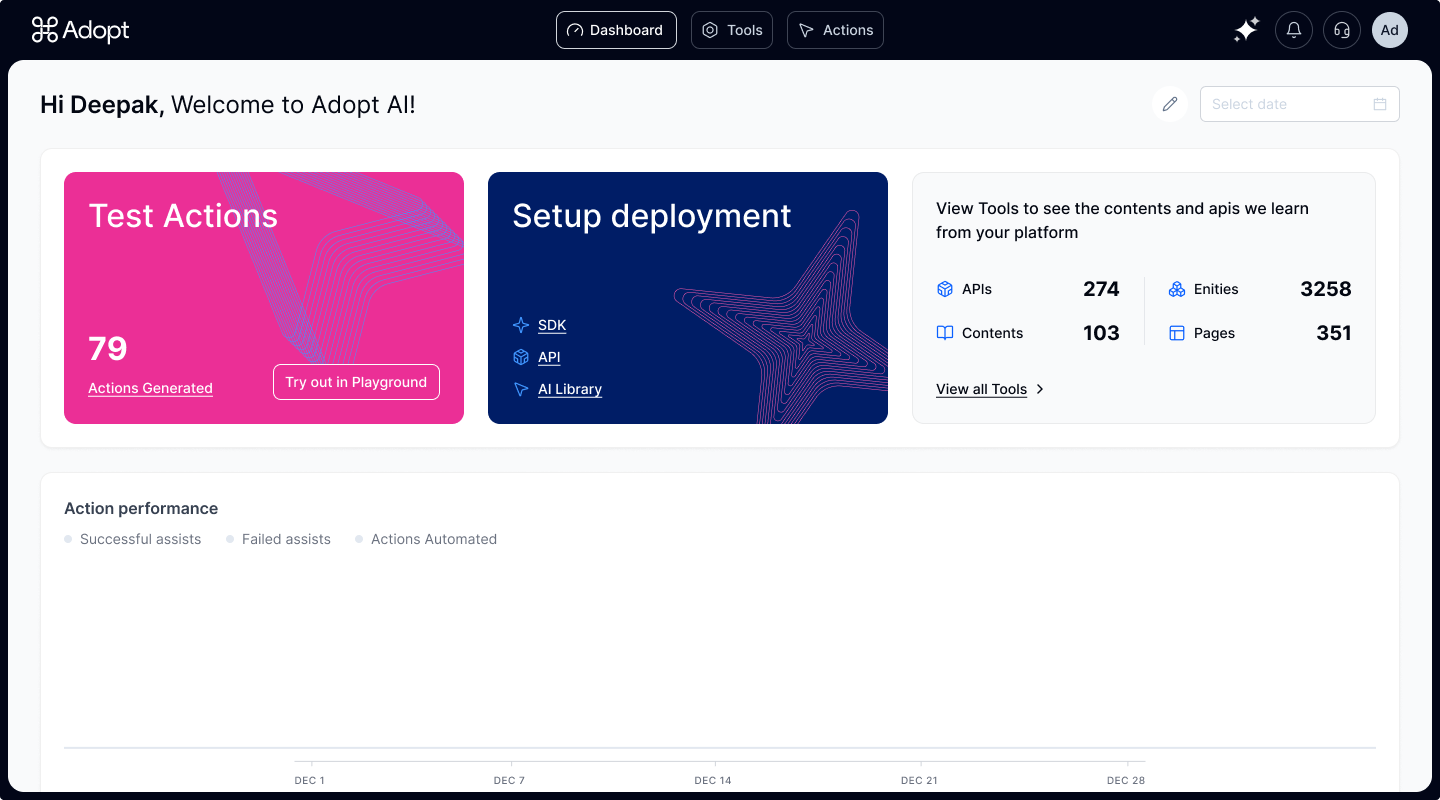 Adopt
Dashboard
Tools
Actions
Ad
Hi Deepak, Welcome to Adopt AI!
Select date
Test Actions
79
Actions Generated
Try out in Playground
Setup deployment
SDK
API
AI Library
View Tools to see the contents and apis we learn
from your platform
APIs 274
Enities 3258
Contents 103
Pages 351
View all Tools
Action performance
Successful assists
Failed assists
Actions Automated
DEC 1
DEC 7
DEC 14
DEC 21
DEC 28